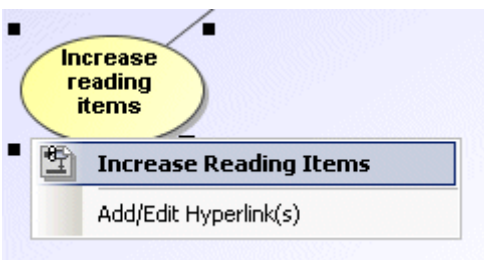 Increase
reading
items
Increase Reading Items
Add/Edit Hyperlink(s)